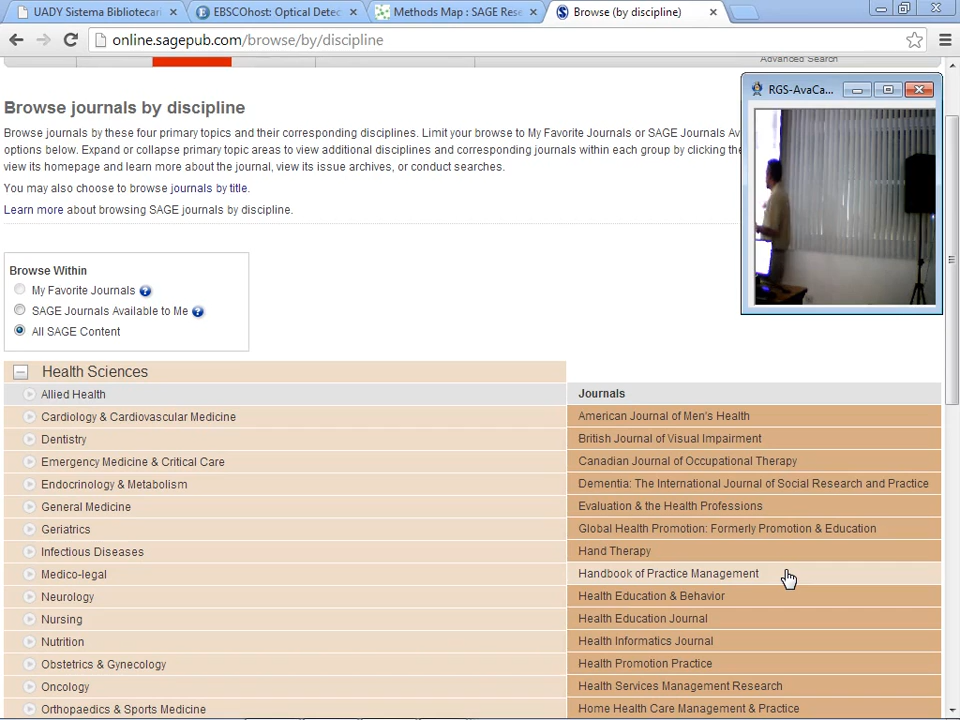 UADY Sistema Bibliotecari
EBSCOhost: Optical Detec
Methods Map : SAGE Rese
Browse (by discipline)
online.sagepub.com/browse/by/discipline
Advanced Search
Browse journals by discipline
RGS-AvaCa...
Browse journals by these four primary topics and their corresponding disciplines. Limit your browse to My Favorite Journals or SAGE Journals Av
options below. Expand or collapse primary topic areas to view additional disciplines and corresponding journals within each group by clicking the
view its homepage and learn more about the journal, view its issue archives, or conduct searches.
You may also choose to browse journals by title.
Learn more about browsing SAGE journals by discipline.
Browse Within
My Favorite Journals ?
SAGE Journals Available to Me ?
All SAGE Content
Health Sciences
Allied Health
Cardiology & Cardiovascular Medicine
Dentistry
Emergency Medicine & Critical Care
Endocrinology & Metabolism
General Medicine
Geriatrics
Infectious Diseases
Medico-legal
Neurology
Nursing
Nutrition
Obstetrics & Gynecology
Oncology
Orthopaedics & Sports Medicine
Journals
American Journal of Men's Health
British Journal of Visual Impairment
Canadian Journal of Occupational Therapy
Dementia: The International Journal of Social Research and Practice
Evaluation & the Health Professions
Global Health Promotion: Formerly Promotion & Education
Hand Therapy
Handbook of Practice Management
Health Education & Behavior
Health Education Journal
Health Informatics Journal
Health Promotion Practice
Health Services Management Research
Home Health Care Management & Practice